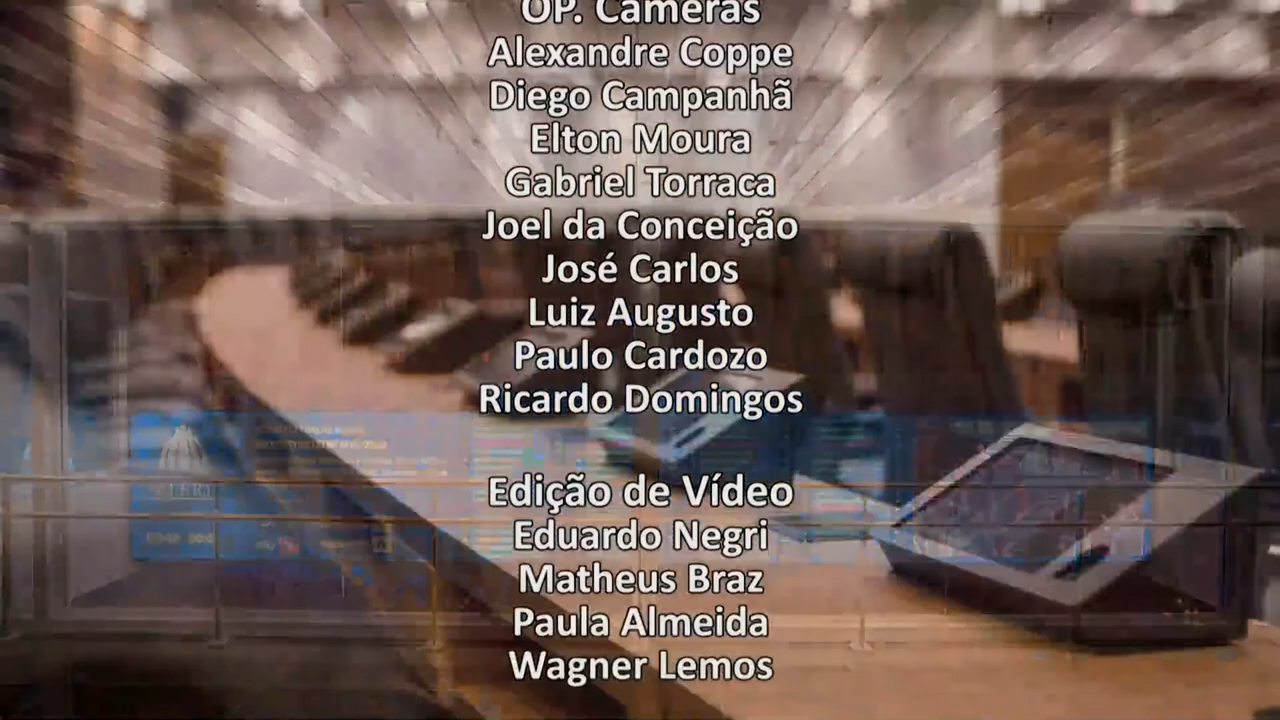 OP. Câmeras
Alexandre Coppe
Diego Campanhã
Elton Moura
Gabriel Torraca
Joel da Conceição
José Carlos
Luiz Augusto
Paulo Cardozo
Ricardo Domingos
Edição de Vídeo
Eduardo Negri
Matheus Braz
Paula Almeida
Wagner Lemos